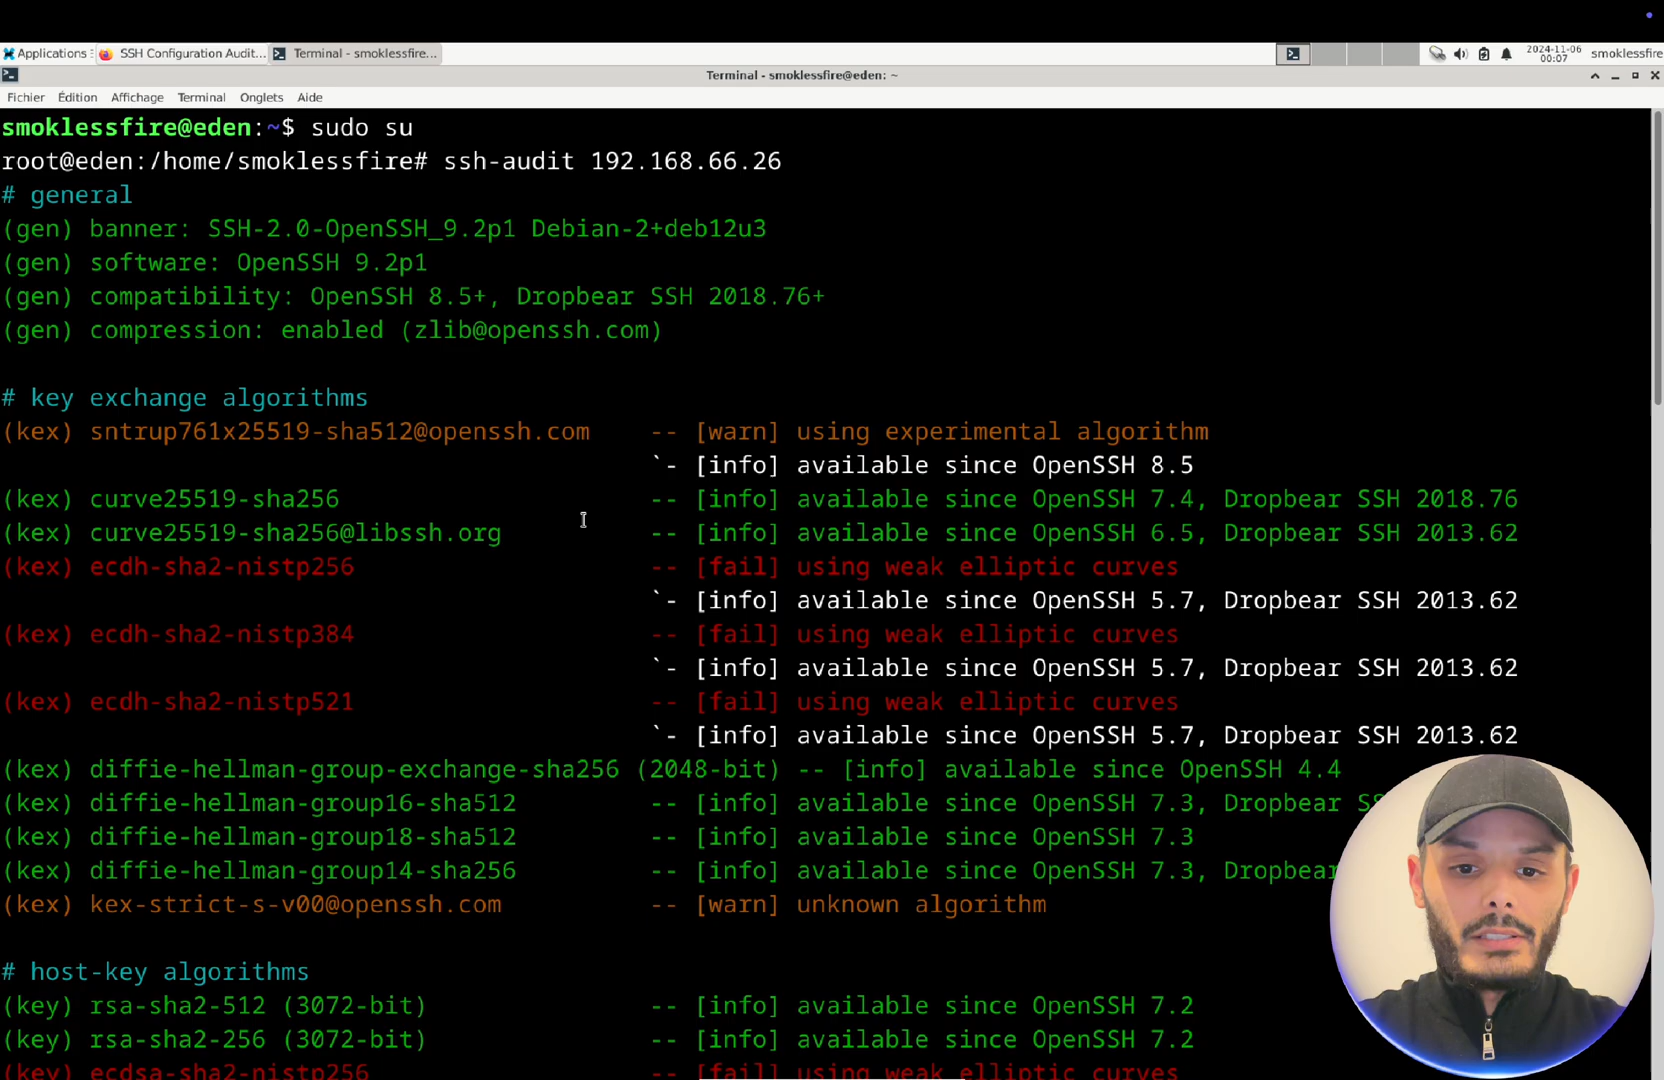 Applications
SSH Configuration Audit...
Terminal - smoklessfire...
2024-11-06
00:07
smoklessfire
Terminal - smoklessfire@eden: ~
Fichier Édition Affichage Terminal Onglets Aide
smoklessfire@eden:~$ sudo su
root@eden:/home/smoklessfire# ssh-audit 192.168.66.26
# general
(gen) banner: SSH-2.0-OpenSSH_9.2p1 Debian-2+deb12u3
(gen) software: OpenSSH 9.2p1
(gen) compatibility: OpenSSH 8.5+, Dropbear SSH 2018.76+
(gen) compression: enabled (zlib@openssh.com)
# key exchange algorithms
(kex) sntrup761x25519-sha512@openssh.com -- [warn] using experimental algorithm
`- [info] available since OpenSSH 8.5
(kex) curve25519-sha256 -- [info] available since OpenSSH 7.4, Dropbear SSH 2018.76
(kex) curve25519-sha256@libssh.org -- [info] available since OpenSSH 6.5, Dropbear SSH 2013.62
(kex) ecdh-sha2-nistp256 -- [fail] using weak elliptic curves
`- [info] available since OpenSSH 5.7, Dropbear SSH 2013.62
(kex) ecdh-sha2-nistp384 -- [fail] using weak elliptic curves
`- [info] available since OpenSSH 5.7, Dropbear SSH 2013.62
(kex) ecdh-sha2-nistp521 -- [fail] using weak elliptic curves
`- [info] available since OpenSSH 5.7, Dropbear SSH 2013.62
(kex) diffie-hellman-group-exchange-sha256 (2048-bit) -- [info] available since OpenSSH 4.4
(kex) diffie-hellman-group16-sha512 -- [info] available since OpenSSH 7.3, Dropbear
(kex) diffie-hellman-group18-sha512 -- [info] available since OpenSSH 7.3
(kex) diffie-hellman-group14-sha256 -- [info] available since OpenSSH 7.3, Dropbear
(kex) kex-strict-s-v00@openssh.com -- [warn] unknown algorithm
# host-key algorithms
(key) rsa-sha2-512 (3072-bit) -- [info] available since OpenSSH 7.2
(key) rsa-sha2-256 (3072-bit) -- [info] available since OpenSSH 7.2
(key) ecdsa-sha2-nistp256 -- [fail] using weak elliptic curves